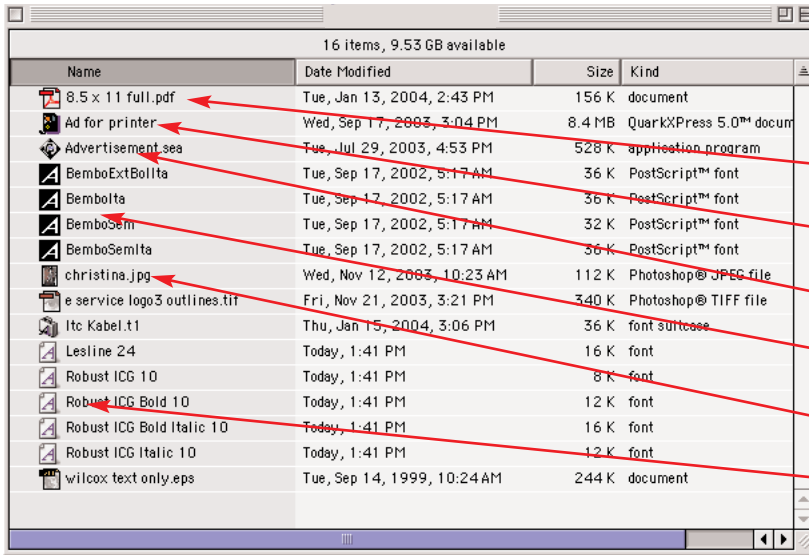 16 items, 9.53 GB available
Name Date Modified Size Kind
8.5 x 11 full.pdf Tue, Jan 13, 2004, 2:43 PM 156 K document
Ad for printer Wed, Sep 17, 2003, 3:04 PM 8.4 MB QuarkXPress 5.0™ docum
Advertisement.sea Tue, Jul 29, 2003, 4:53 PM 528 K application program
BemboExtBolIta Tue, Sep 17, 2002, 5:17 AM 36 K PostScript™ font
BemboIta Tue, Sep 17, 2002, 5:17 AM 36 K PostScript™ font
BemboSem Tue, Sep 17, 2002, 5:17 AM 32 K PostScript™ font
BemboSemIta Tue, Sep 17, 2002, 5:17 AM 36 K PostScript™ font
christina.jpg Wed, Nov 12, 2003, 10:23 AM 112 K Photoshop® JPEG file
e service logo3 outlines.tif Fri, Nov 21, 2003, 3:21 PM 340 K Photoshop® TIFF file
Itc Kabel.t1 Thu, Jan 15, 2004, 3:06 PM 36 K font suitcase
Lesline 24 Today, 1:41 PM 16 K font
Robust ICG 10 Today, 1:41 PM 8 K font
Robust ICG Bold 10 Today, 1:41 PM 12 K font
Robust ICG Bold Italic 10 Today, 1:41 PM 16 K font
Robust ICG Italic 10 Today, 1:41 PM 12 K font
wilcox text only.eps Tue, Sep 14, 1999, 10:24 AM 244 K document